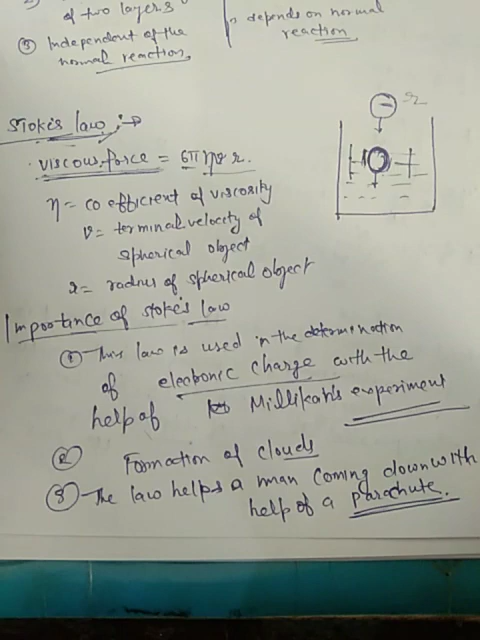 2)
of two layers
③ Independent of the
normal reaction.
depends on normal
reaction
Stoke's law :→
viscous force = 6πηvr.
η = co efficient of viscosity
v = terminal velocity of
spherical object
r = radius of spherical object
Importance of stoke's law
① This law is used in the determination
of electronic charge with the
help of Millikan's experiment
② Formation of clouds
③ The law helps a man coming down with
help of a parachute.